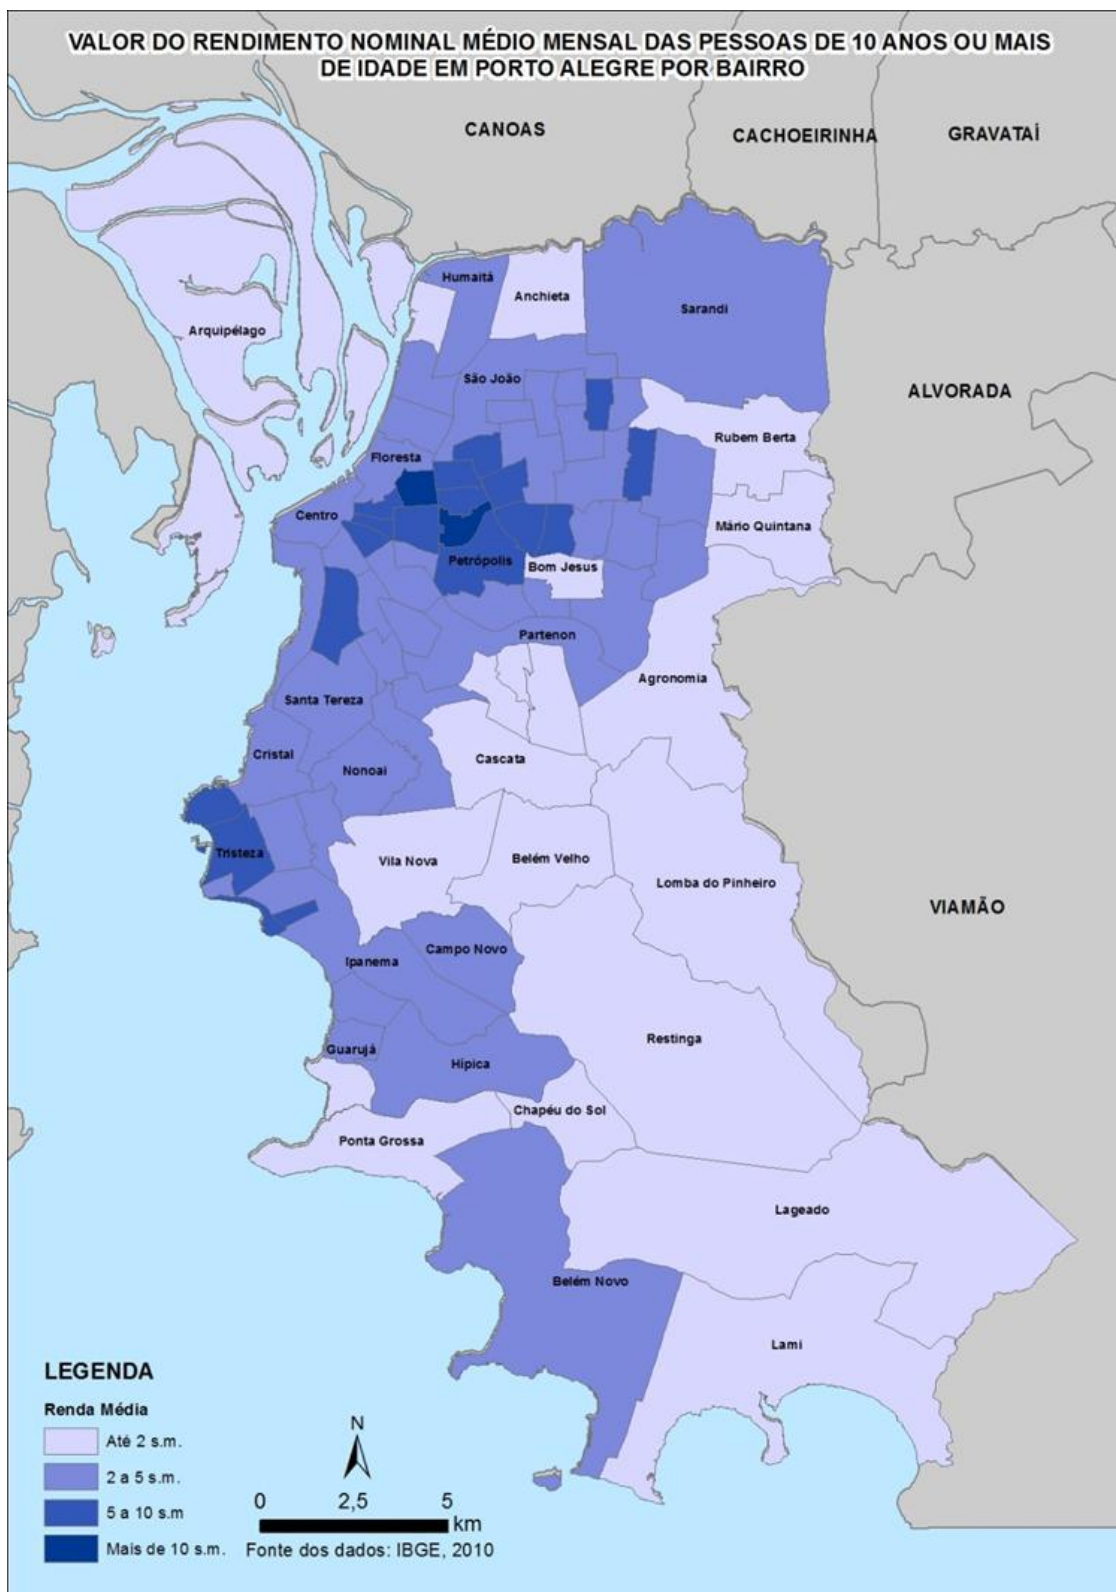 VALOR DO RENDIMENTO NOMINAL MÉDIO MENSAL DAS PESSOAS DE 10 ANOS OU MAIS
DE IDADE EM PORTO ALEGRE POR BAIRRO
CANOAS
CACHOEIRINHA
GRAVATAÍ
Humaitá
Anchieta
Sarandi
Arquipélago
São João
ALVORADA
Rubem Berta
Floresta
Centro
Mário Quintana
Petrópolis
Bom Jesus
Partenon
Agronomia
Santa Tereza
Cristal
Cascata
Nonoai
Tristeza
Vila Nova
Belém Velho
Lomba do Pinheiro
VIAMÃO
Campo Novo
Ipanema
Restinga
Guarujá
Hípica
Chapéu do Sol
Ponta Grossa
Lageado
Belém Novo
Lami
LEGENDA
Renda Média
Até 2 s.m.
2 a 5 s.m.
5 a 10 s.m
Mais de 10 s.m.
N
0 2,5 5
km
Fonte dos dados: IBGE, 2010